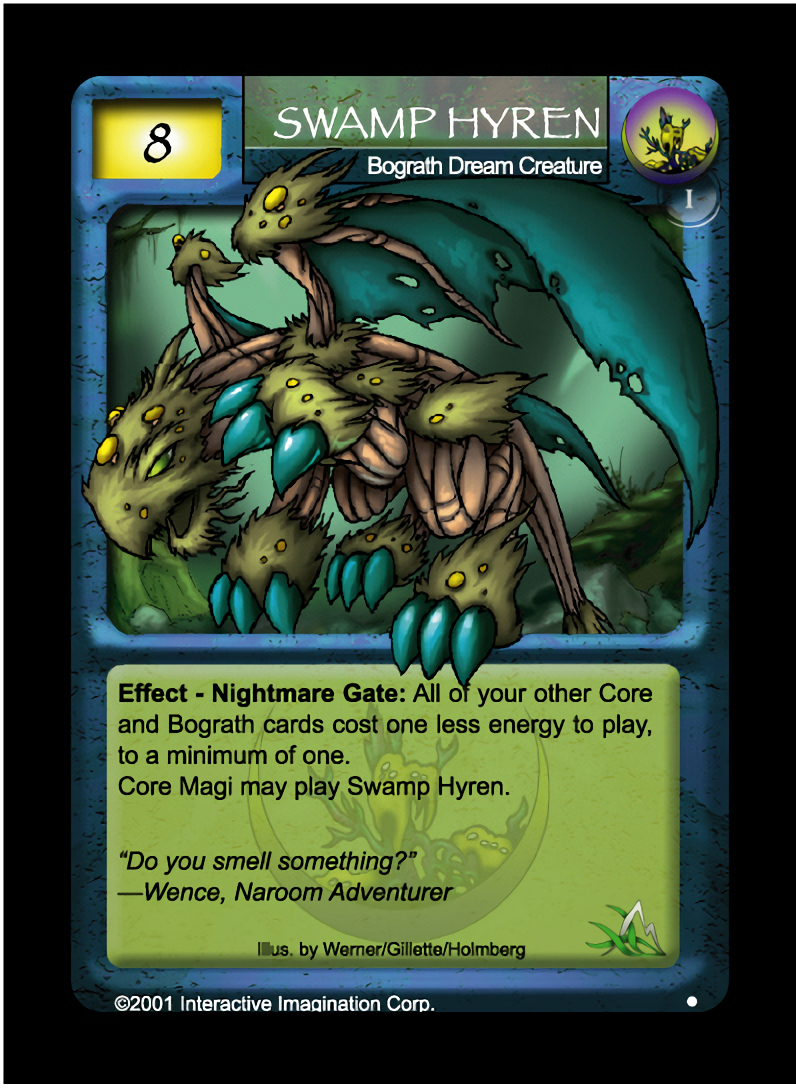 8
SWAMP HYREN
Bograth Dream Creature
I
Effect - Nightmare Gate: All of your other Core
and Bograth cards cost one less energy to play,
to a minimum of one.
Core Magi may play Swamp Hyren.
“Do you smell something?”
—Wence, Naroom Adventurer
Illus. by Werner/Gillette/Holmberg
©2001 Interactive Imagination Corp.